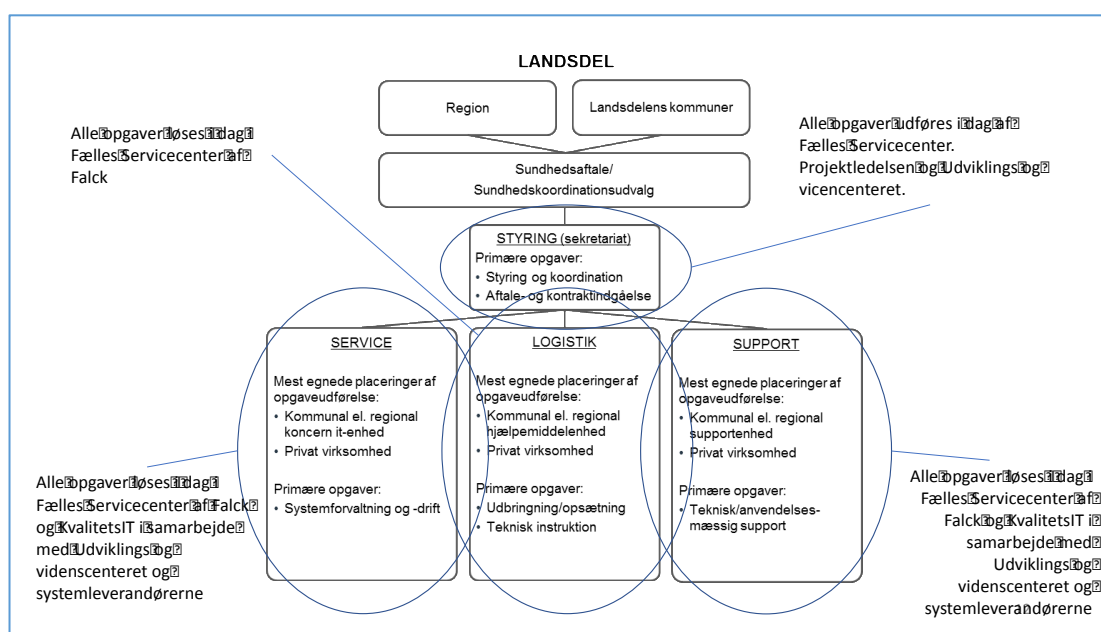 LANDSDEL
Region
Landsdelens kommuner
Alle opgaver løses i dag i
Fælles Servicecenter af
Falck
Alle opgaver udføres i dag af
Fælles Servicecenter.
Projektledelsen og Udviklings og
vicencenteret.
Sundhedsaftale/
Sundhedskoordinationsudvalg
STYRING (sekretariat)
Primære opgaver:
• Styring og koordination
• Aftale- og kontraktindgåelse
SERVICE
Mest egnede placeringer af
opgaveudførelse:
• Kommunal el. regional
koncern it-enhed
• Privat virksomhed
Primære opgaver:
• Systemforvaltning og -drift
LOGISTIK
Mest egnede placeringer af
opgaveudførelse:
• Kommunal el. regional
hjælpemiddelenhed
• Privat virksomhed
Primære opgaver:
• Udbringning/opsætning
• Teknisk instruktion
SUPPORT
Mest egnede placeringer af
opgaveudførelse:
• Kommunal el. regional
supportenhed
• Privat virksomhed
Primære opgaver:
• Teknisk/anvendelses-
mæssig support
Alle opgaver løses i dag i
Fælles Servicecenter af Falck
og KvalitetsIT i samarbejde
med Udviklings og
videnscenteret og
systemleverandørerne
Alle opgaver løses i dag i
Fælles Servicecenter af
Falck og KvalitetsIT i
samarbejde med
Udviklings og
videnscenteret og
systemleverandørerne